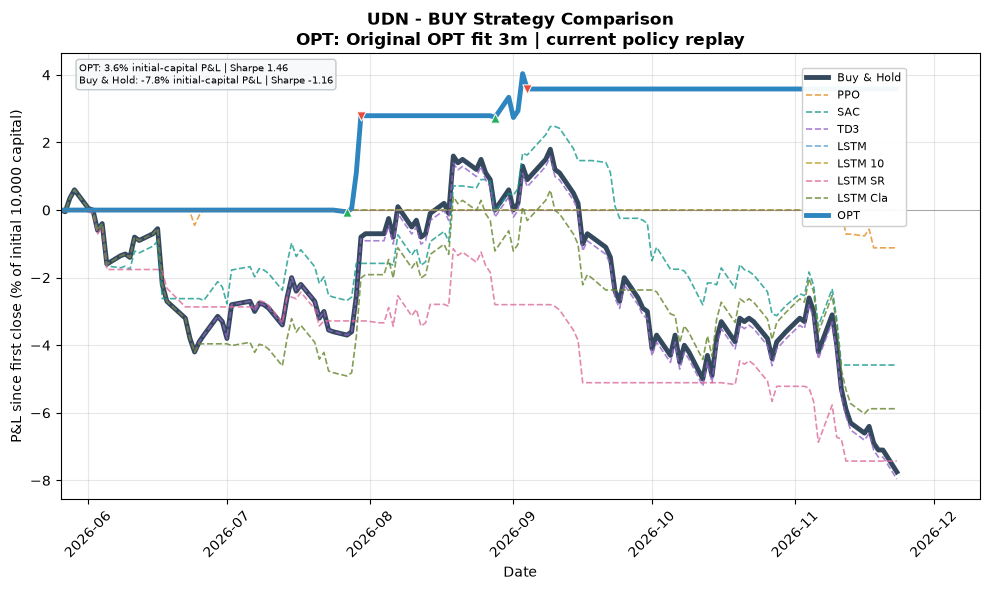 UDN - BUY Strategy Comparison
OPT: Original OPT fit 3m | current policy replay
OPT: 3.6% initial-capital P&L | Sharpe 1.46
Buy & Hold: -7.8% initial-capital P&L | Sharpe -1.16
Buy & Hold
PPO
SAC
TD3
LSTM
LSTM 10
LSTM SR
LSTM Cla
OPT
P&L since first close (% of initial 10,000 capital)
4
2
0
−2
−4
−6
−8
2026-06
2026-07
2026-08
2026-09
2026-10
2026-11
2026-12
Date